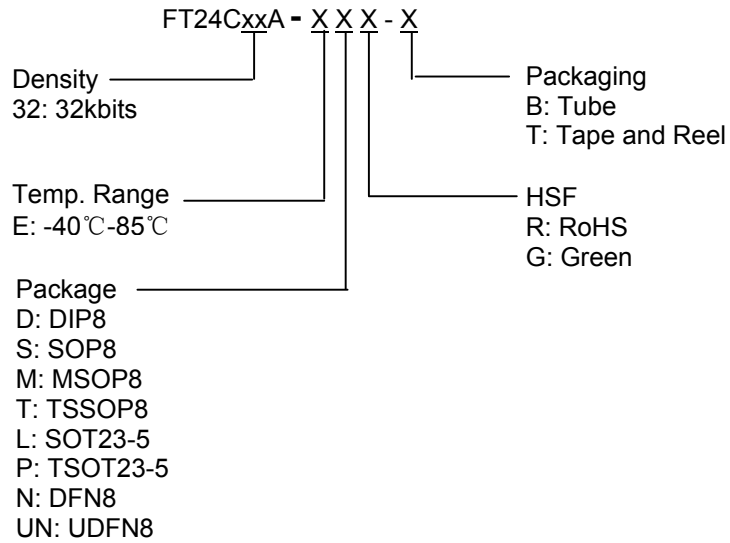 FT24CxxA - X X X - X
Density
32: 32kbits
Packaging
B: Tube
T: Tape and Reel
Temp. Range
E: -40℃-85℃
HSF
R: RoHS
G: Green
Package
D: DIP8
S: SOP8
M: MSOP8
T: TSSOP8
L: SOT23-5
P: TSOT23-5
N: DFN8
UN: UDFN8